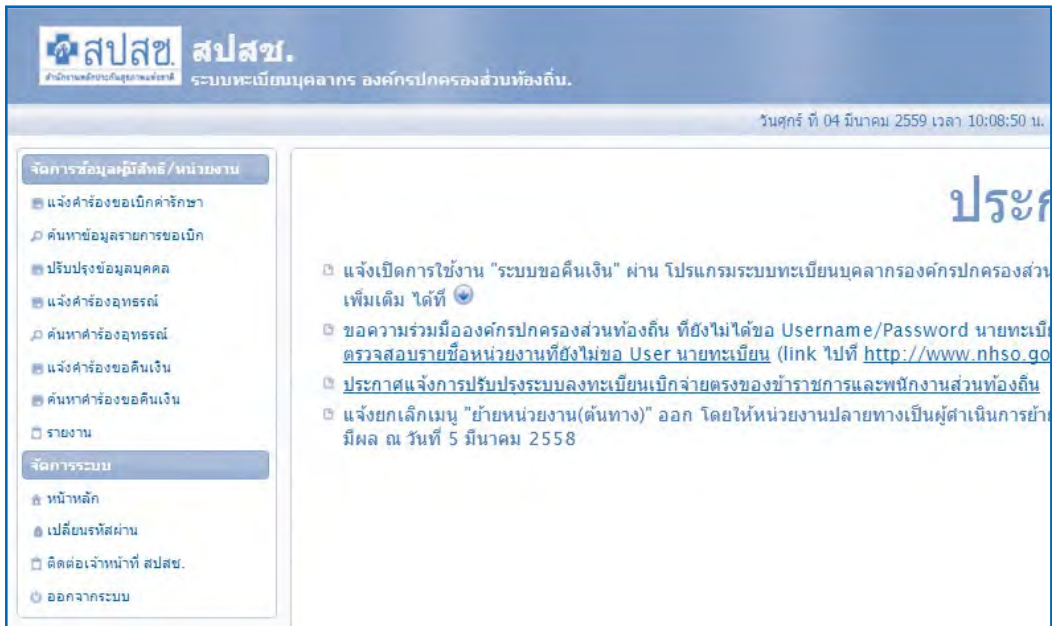 สปสช. สปสช.
สำนักงานหลักประกันสุขภาพแห่งชาติ
ระบบทะเบียนบุคลากร องค์กรปกครองส่วนท้องถิ่น.
วันศุกร์ ที่ 04 มีนาคม 2559 เวลา 10:08:50 น.
จัดการข้อมูลผู้มีสิทธิ/หน่วยงาน
แจ้งคำร้องขอเบิกค่ารักษา
ค้นหาข้อมูลรายการขอเบิก
ปรับปรุงข้อมูลบุคคล
แจ้งคำร้องอุทธรณ์
ค้นหาคำร้องอุทธรณ์
แจ้งคำร้องขอคืนเงิน
ค้นหาคำร้องขอคืนเงิน
รายงาน
จัดการระบบ
หน้าหลัก
เปลี่ยนรหัสผ่าน
ติดต่อเจ้าหน้าที่ สปสช.
ออกจากระบบ
ประก
แจ้งเปิดการใช้งาน "ระบบขอคืนเงิน" ผ่าน โปรแกรมระบบทะเบียนบุคลากรองค์กรปกครองส่วน
เพิ่มเติม ได้ที่
ขอความร่วมมือองค์กรปกครองส่วนท้องถิ่น ที่ยังไม่ได้ขอ Username/Password นายทะเบี
ตรวจสอบรายชื่อหน่วยงานที่ยังไม่ขอ User นายทะเบียน (link ไปที่ http://www.nhso.go
ประกาศแจ้งการปรับปรุงระบบลงทะเบียนเบิกจ่ายตรงของข้าราชการและพนักงานส่วนท้องถิ่น
แจ้งยกเลิกเมนู "ย้ายหน่วยงาน(ต้นทาง)" ออก โดยให้หน่วยงานปลายทางเป็นผู้ดำเนินการย้าย
มีผล ณ วันที่ 5 มีนาคม 2558